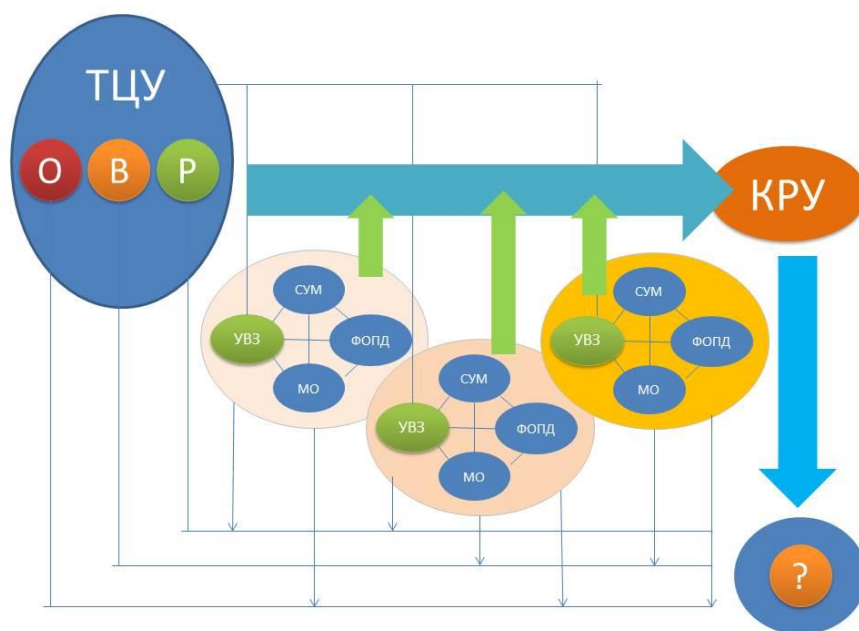 ТЦУ
О В Р
КРУ
СУМ
УВЗ
ФОПД
МО
СУМ
УВЗ
ФОПД
МО
СУМ
УВЗ
ФОПД
МО
?